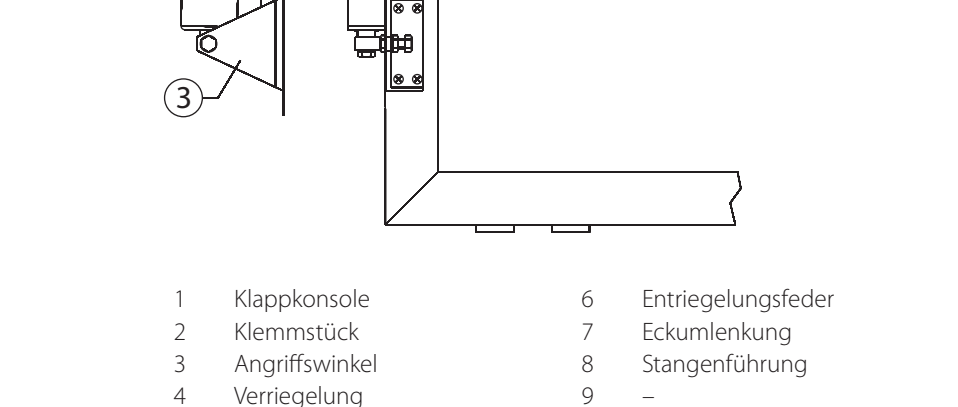 3
1 Klappkonsole 6 Entriegelungsfeder
2 Klemmstück 7 Eckumlenkung
3 Angriffswinkel 8 Stangenführung
4 Verriegelung 9 –